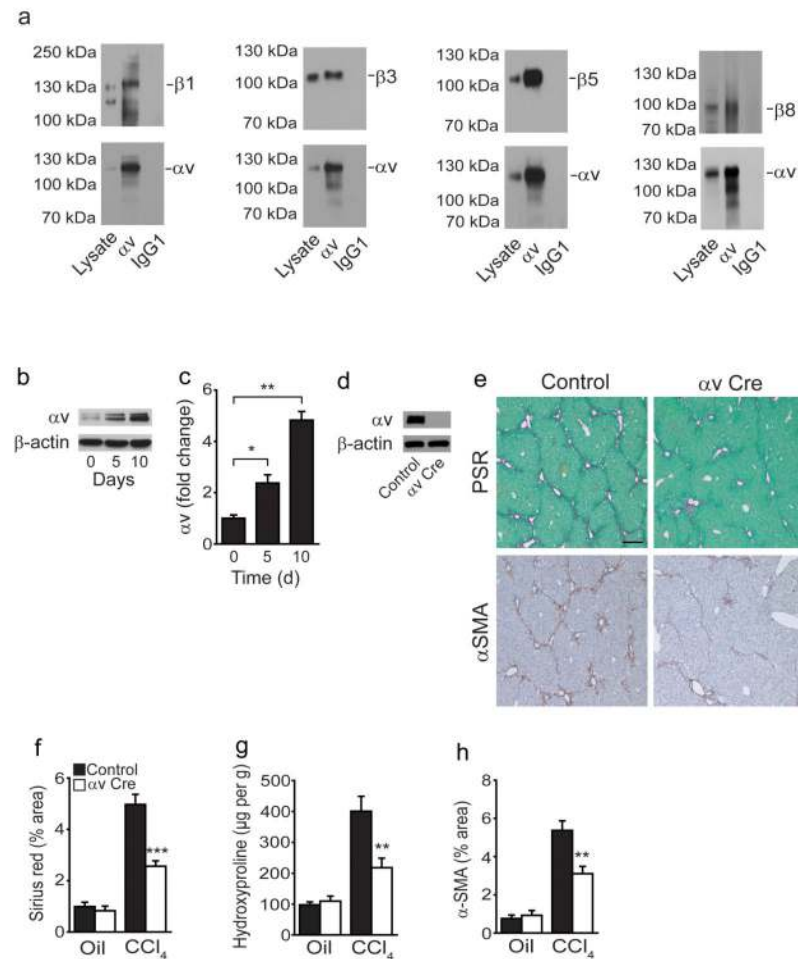 a
250 kDa
130 kDa
100 kDa
-β1
130 kDa
100 kDa
70 kDa
-αv
Lysate
αv
IgG1
130 kDa
100 kDa
70 kDa
-β3
130 kDa
100 kDa
70 kDa
-αv
Lysate
αv
IgG1
130 kDa
100 kDa
70 kDa
-β5
130 kDa
100 kDa
70 kDa
-αv
Lysate
αv
IgG1
130 kDa
100 kDa
70 kDa
-β8
130 kDa
100 kDa
70 kDa
-αv
Lysate
αv
IgG1
b
αv
β-actin
0 5 10
Days
c
αv (fold change)
6
4
2
0
*
**
0 5 10
Time (d)
d
αv
β-actin
Control
αv Cre
e
Control αv Cre
PSR
αSMA
f
Control
αv Cre
Sirius red (% area)
6
4
2
0
***
Oil CCl4
g
Hydroxyproline (µg per g)
500
400
300
200
100
0
**
Oil CCl4
h
α-SMA (% area)
8
6
4
2
0
**
Oil CCl4